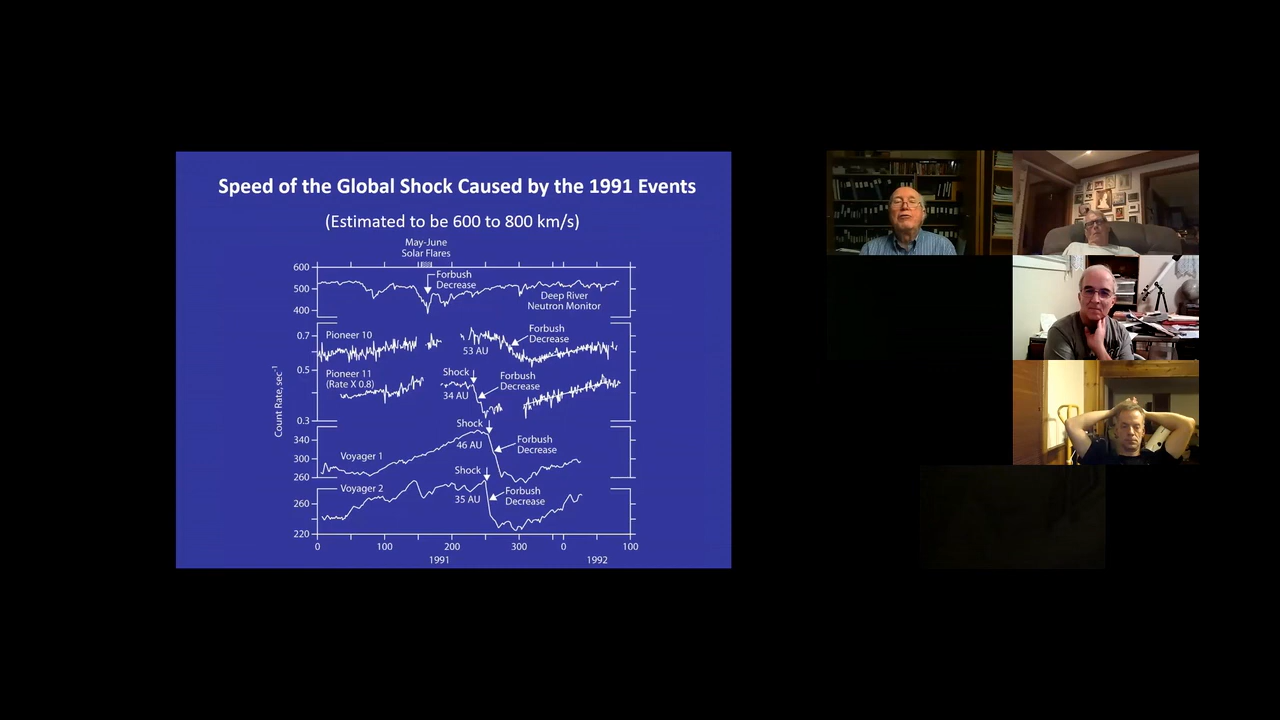 Speed of the Global Shock Caused by the 1991 Events
(Estimated to be 600 to 800 km/s)
May-June
Solar Flares
600
500
400
Forbush
Decrease
Deep River
Neutron Monitor
0.7
0.5
0.3
Pioneer 10
53 AU
Forbush
Decrease
Pioneer 11
(Rate X 0.8)
Shock
34 AU
Forbush
Decrease
Count Rate, sec-1
340
300
260
Voyager 1
Shock
46 AU
Forbush
Decrease
260
220
Voyager 2
Shock
35 AU
Forbush
Decrease
0 100 200 300 0 100
1991 1992